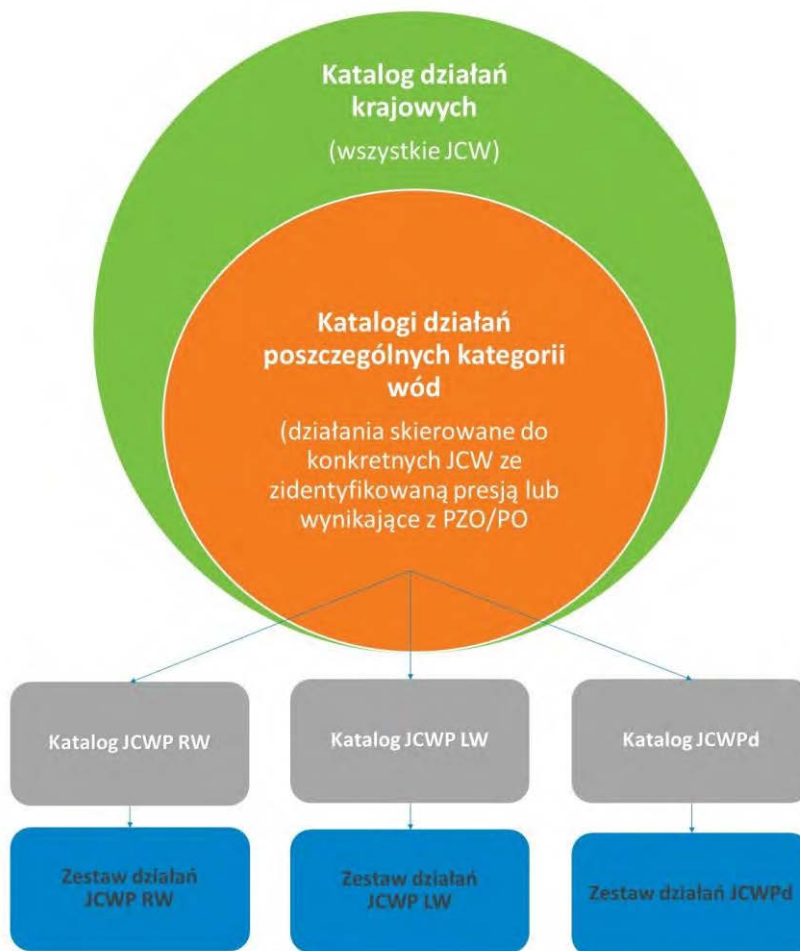 Katalog działań
krajowych
(wszystkie JCW)
Katalogi działań
poszczególnych kategorii
wód
(działania skierowane do
konkretnych JCW ze
zidentyfikowaną presją lub
wynikające z PZO/PO
Katalog JCWP RW
Katalog JCWP LW
Katalog JCWPd
Zestaw działań
JCWP RW
Zestaw działań
JCWP LW
Zestaw działań JCWPd